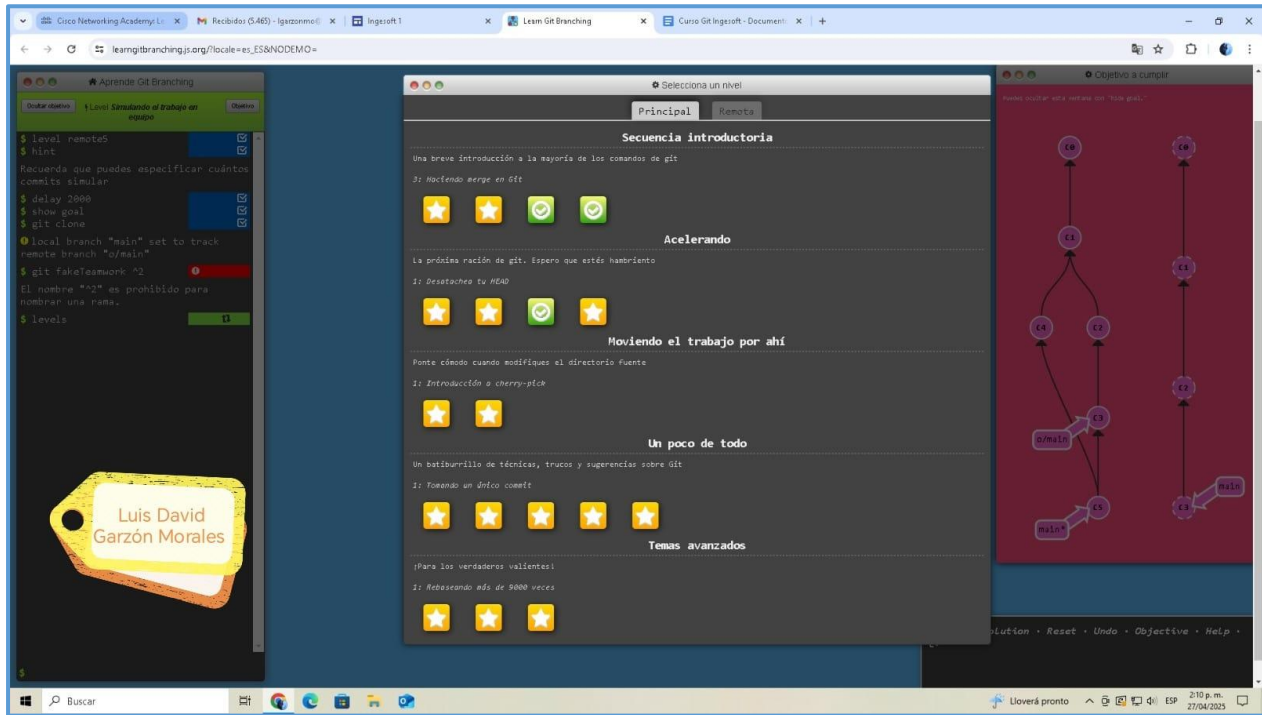 Cisco Networking Academy: L
Recibidos (5.465) - lgarzonmo@
Ingesoft 1
Learn Git Branching
Curso Git Ingesoft - Document
learngitbranching.js.org/?locale=es_ES&NODEMO=
Aprende Git Branching
Ocultar objetivo
Level Simulando el trabajo en equipo
Objetivo
$ level remote5
$ hint
Recuerda que puedes especificar cuántos
commits simular
$ delay 2000
$ show goal
$ git clone
local branch "main" set to track
remote branch "o/main"
$ git fakeTeamwork ^2
El nombre "^2" es prohibido para
nombrar una rama.
$ levels
$
Luis David
Garzón Morales
Selecciona un nivel
Principal
Remota
Secuencia introductoria
Una breve introducción a la mayoría de los comandos de git
3: Haciendo merge en Git
Acelerando
La próxima ración de git. Espero que estés hambriento
1: Desatachea tu HEAD
Moviendo el trabajo por ahí
Ponte cómodo cuando modifiques el directorio fuente
1: Introducción a cherry-pick
Un poco de todo
Un batiburrillo de técnicas, trucos y sugerencias sobre Git
1: Tomando un único commit
Temas avanzados
¡Para los verdaderos valientes!
1: Rebaseando más de 9000 veces
Objetivo a cumplir
Puedes ocultar esta ventana con "hide goal"
C0
C0
C1
C1
C4
C2
C2
C3
o/main
main
C5
C3
main*
olution · Reset · Undo · Objective · Help ·
Buscar
Lloverá pronto
ESP
2:10 p. m.
27/04/2025